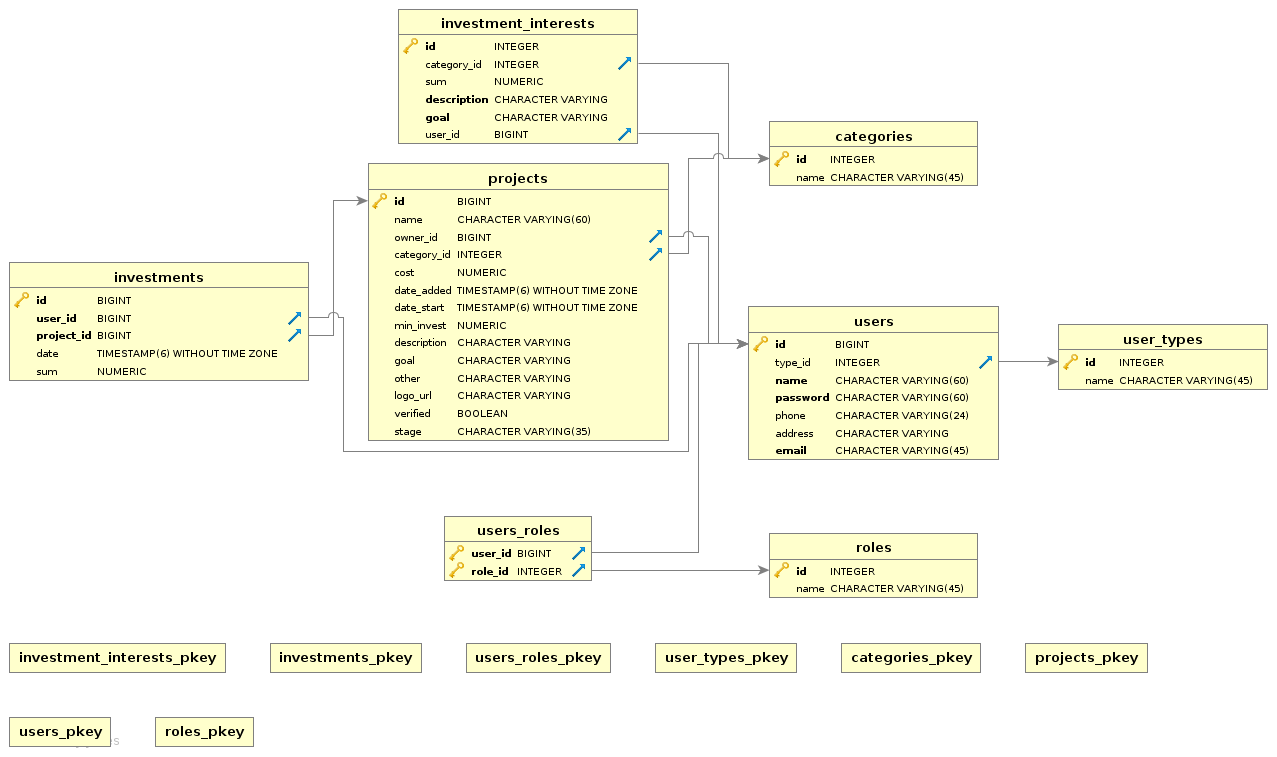 investment_interests
id INTEGER
category_id INTEGER
sum NUMERIC
description CHARACTER VARYING
goal CHARACTER VARYING
user_id BIGINT
categories
id INTEGER
name CHARACTER VARYING(45)
projects
id BIGINT
name CHARACTER VARYING(60)
owner_id BIGINT
category_id INTEGER
cost NUMERIC
date_added TIMESTAMP(6) WITHOUT TIME ZONE
date_start TIMESTAMP(6) WITHOUT TIME ZONE
min_invest NUMERIC
description CHARACTER VARYING
goal CHARACTER VARYING
other CHARACTER VARYING
logo_url CHARACTER VARYING
verified BOOLEAN
stage CHARACTER VARYING(35)
investments
id BIGINT
user_id BIGINT
project_id BIGINT
date TIMESTAMP(6) WITHOUT TIME ZONE
sum NUMERIC
users
id BIGINT
type_id INTEGER
name CHARACTER VARYING(60)
password CHARACTER VARYING(60)
phone CHARACTER VARYING(24)
address CHARACTER VARYING
email CHARACTER VARYING(45)
user_types
id INTEGER
name CHARACTER VARYING(45)
users_roles
user_id BIGINT
role_id INTEGER
roles
id INTEGER
name CHARACTER VARYING(45)
investment_interests_pkey
investments_pkey
users_roles_pkey
user_types_pkey
categories_pkey
projects_pkey
users_pkey
roles_pkey